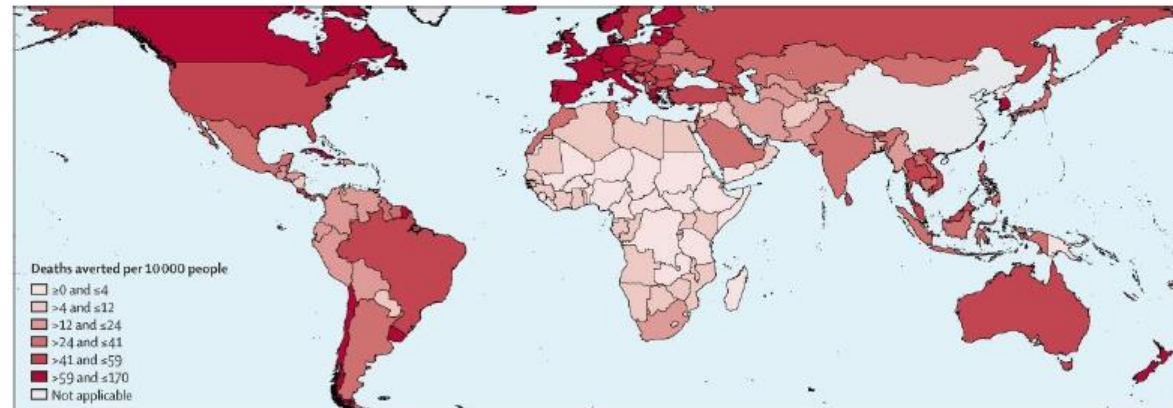 Deaths averted per 10 000 people
≥0 and ≤4
>4 and ≤12
>12 and ≤24
>24 and ≤41
>41 and ≤59
>59 and ≤170
Not applicable